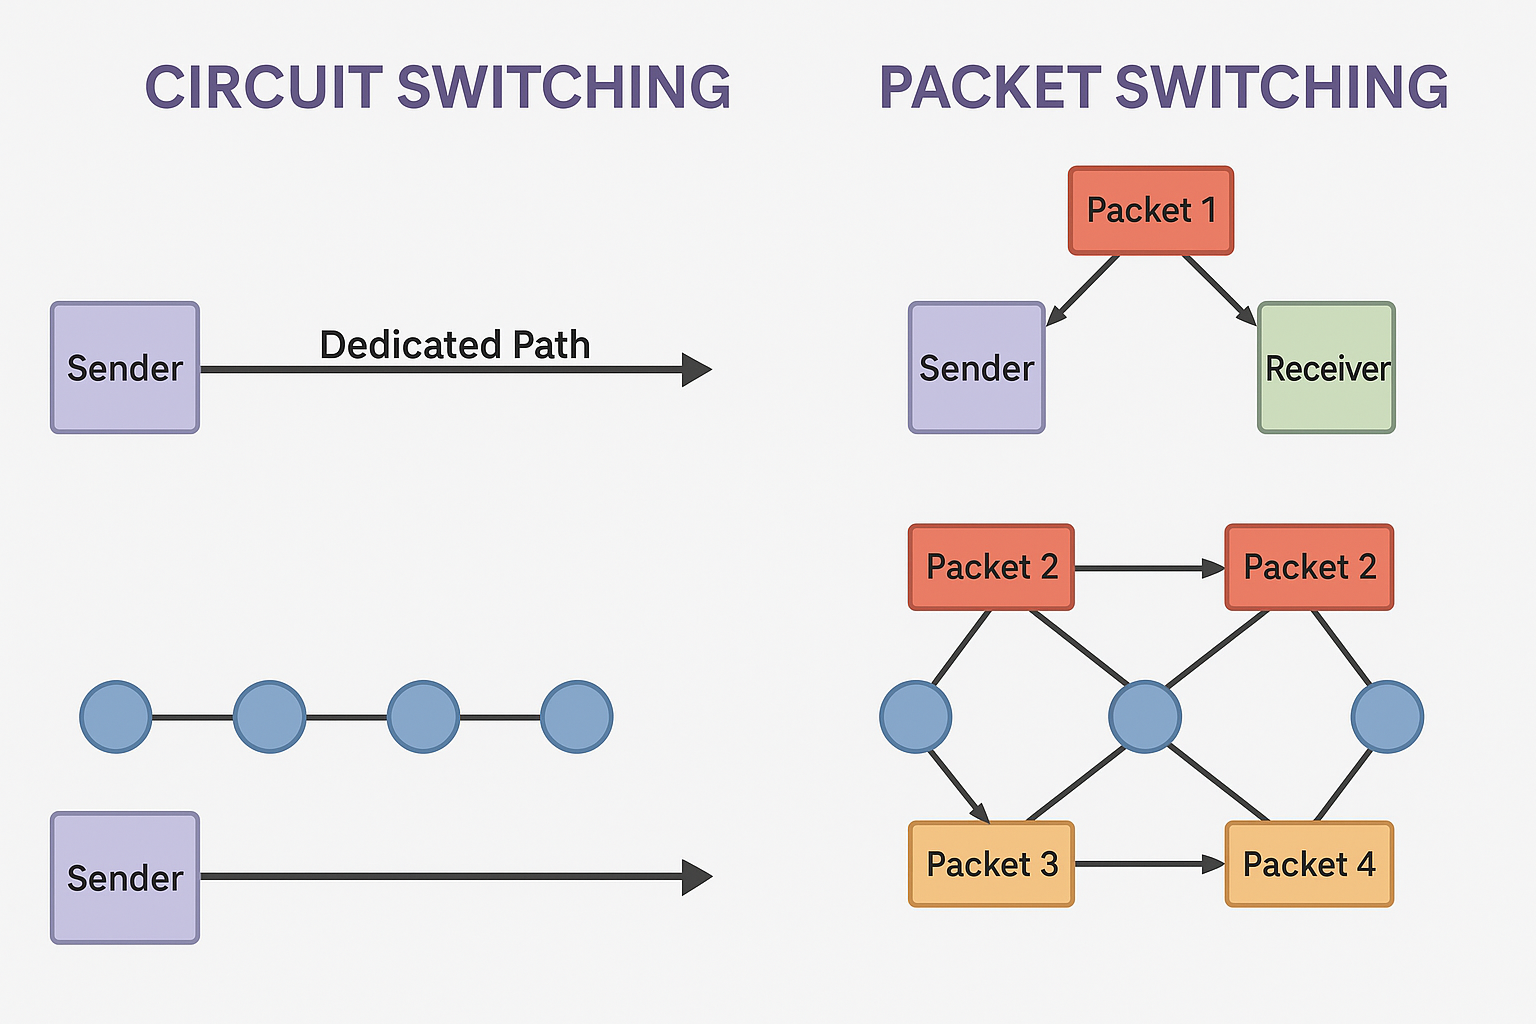 CIRCUIT SWITCHING
Sender
Dedicated Path
Sender
PACKET SWITCHING
Packet 1
Sender
Receiver
Packet 2
Packet 2
Packet 3
Packet 4